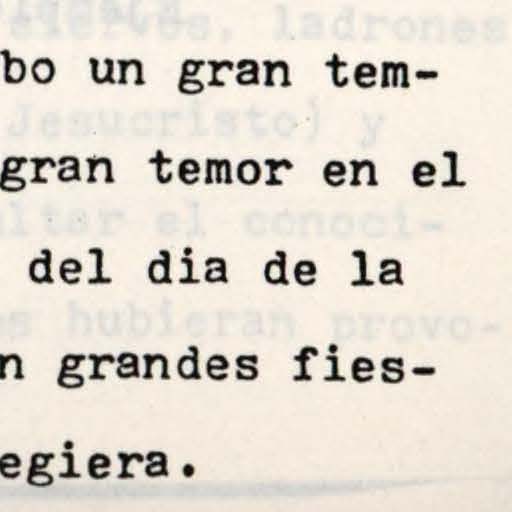 bo un gran tem-
gran temor en el
del dia de la
n grandes fies-
egiera.